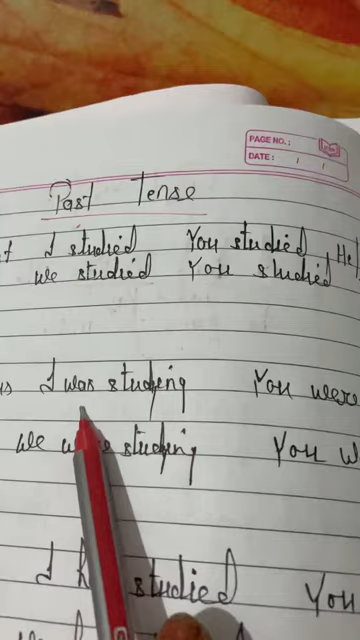 PAGE NO.:
DATE: / /
Past Tense
I studied You studied, He
we studied You studied
I was studying You were
we were studying You w
I studied You